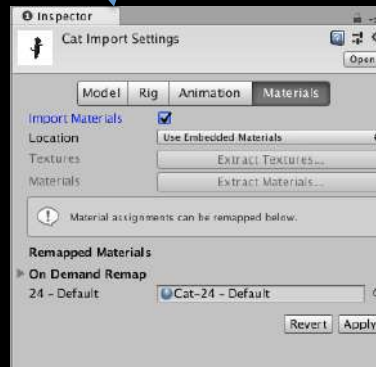 Inspector
Cat Import Settings
Open
Model Rig Animation Materials
Import Materials
Location Use Embedded Materials
Textures Extract Textures...
Materials Extract Materials...
Material assignments can be remapped below.
Remapped Materials
On Demand Remap
24 - Default Cat-24 - Default
Revert Apply